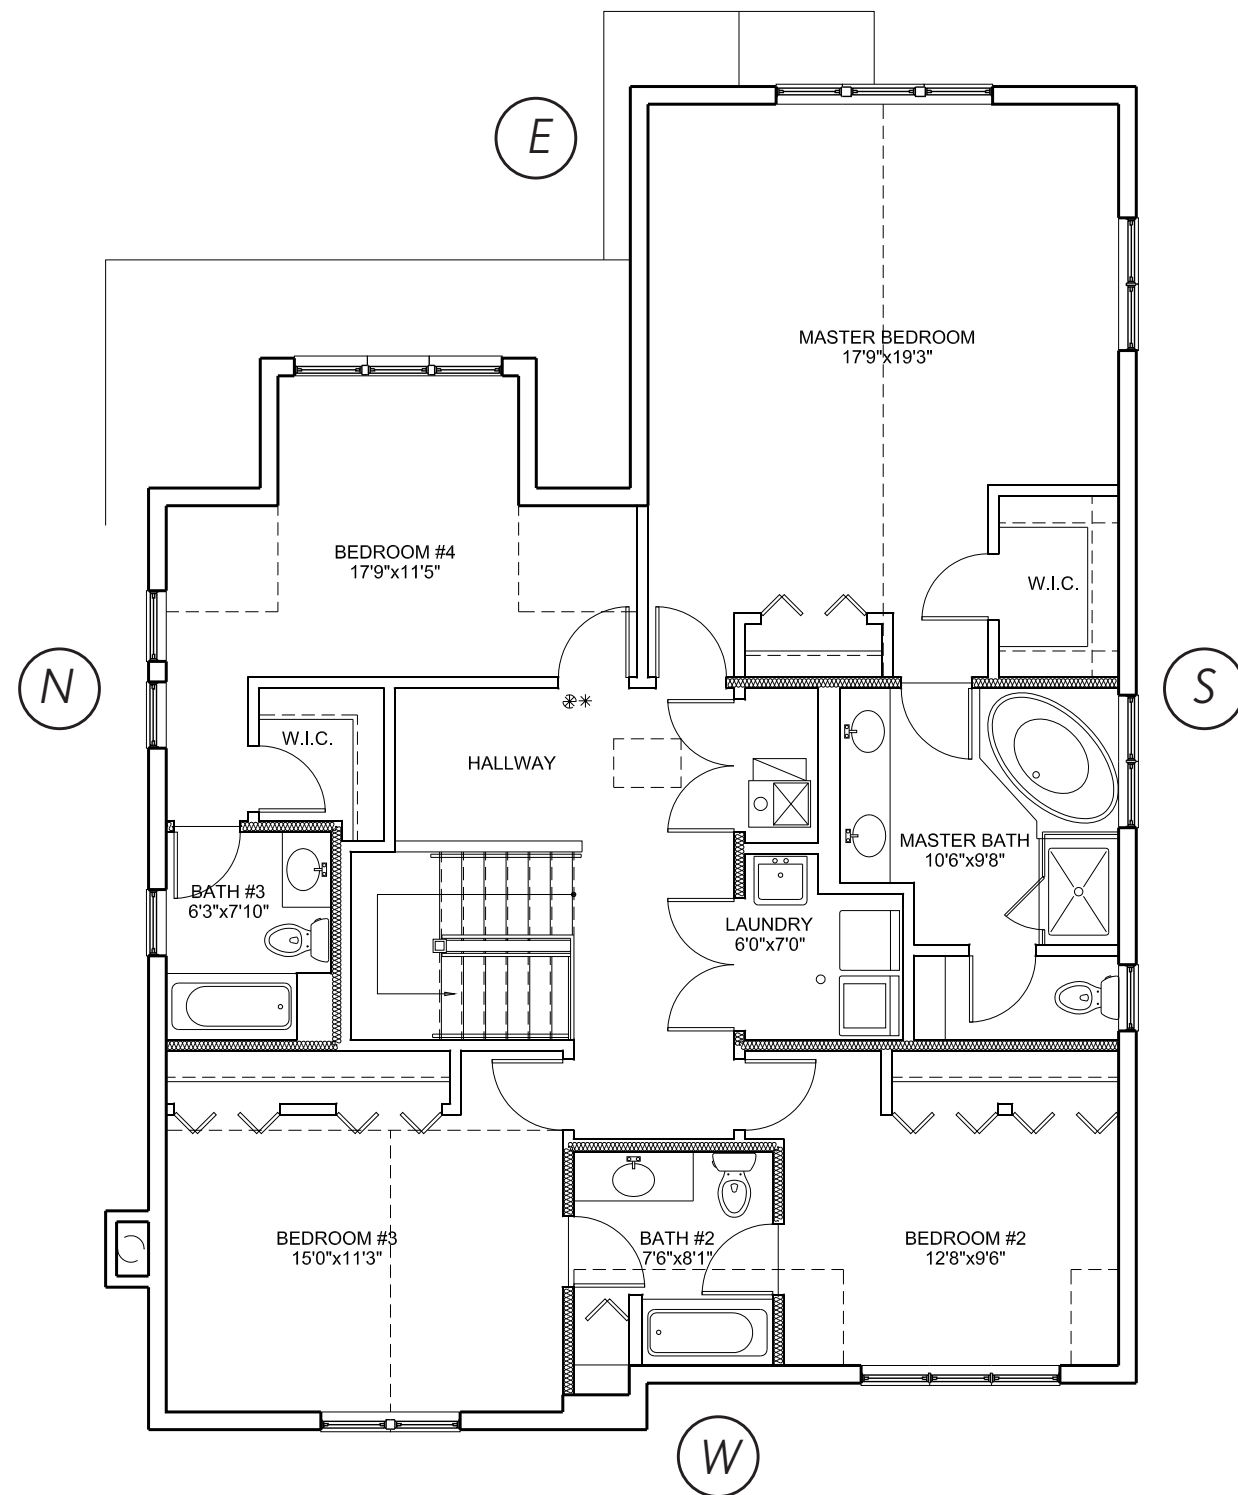 E
MASTER BEDROOM
17'9"x19'3"
BEDROOM #4
17'9"x11'5"
W.I.C.
N
S
W.I.C.
HALLWAY
MASTER BATH
10'6"x9'8"
BATH #3
6'3"x7'10"
LAUNDRY
6'0"x7'0"
BEDROOM #3
15'0"x11'3"
BATH #2
7'6"x8'1"
BEDROOM #2
12'8"x9'6"
W